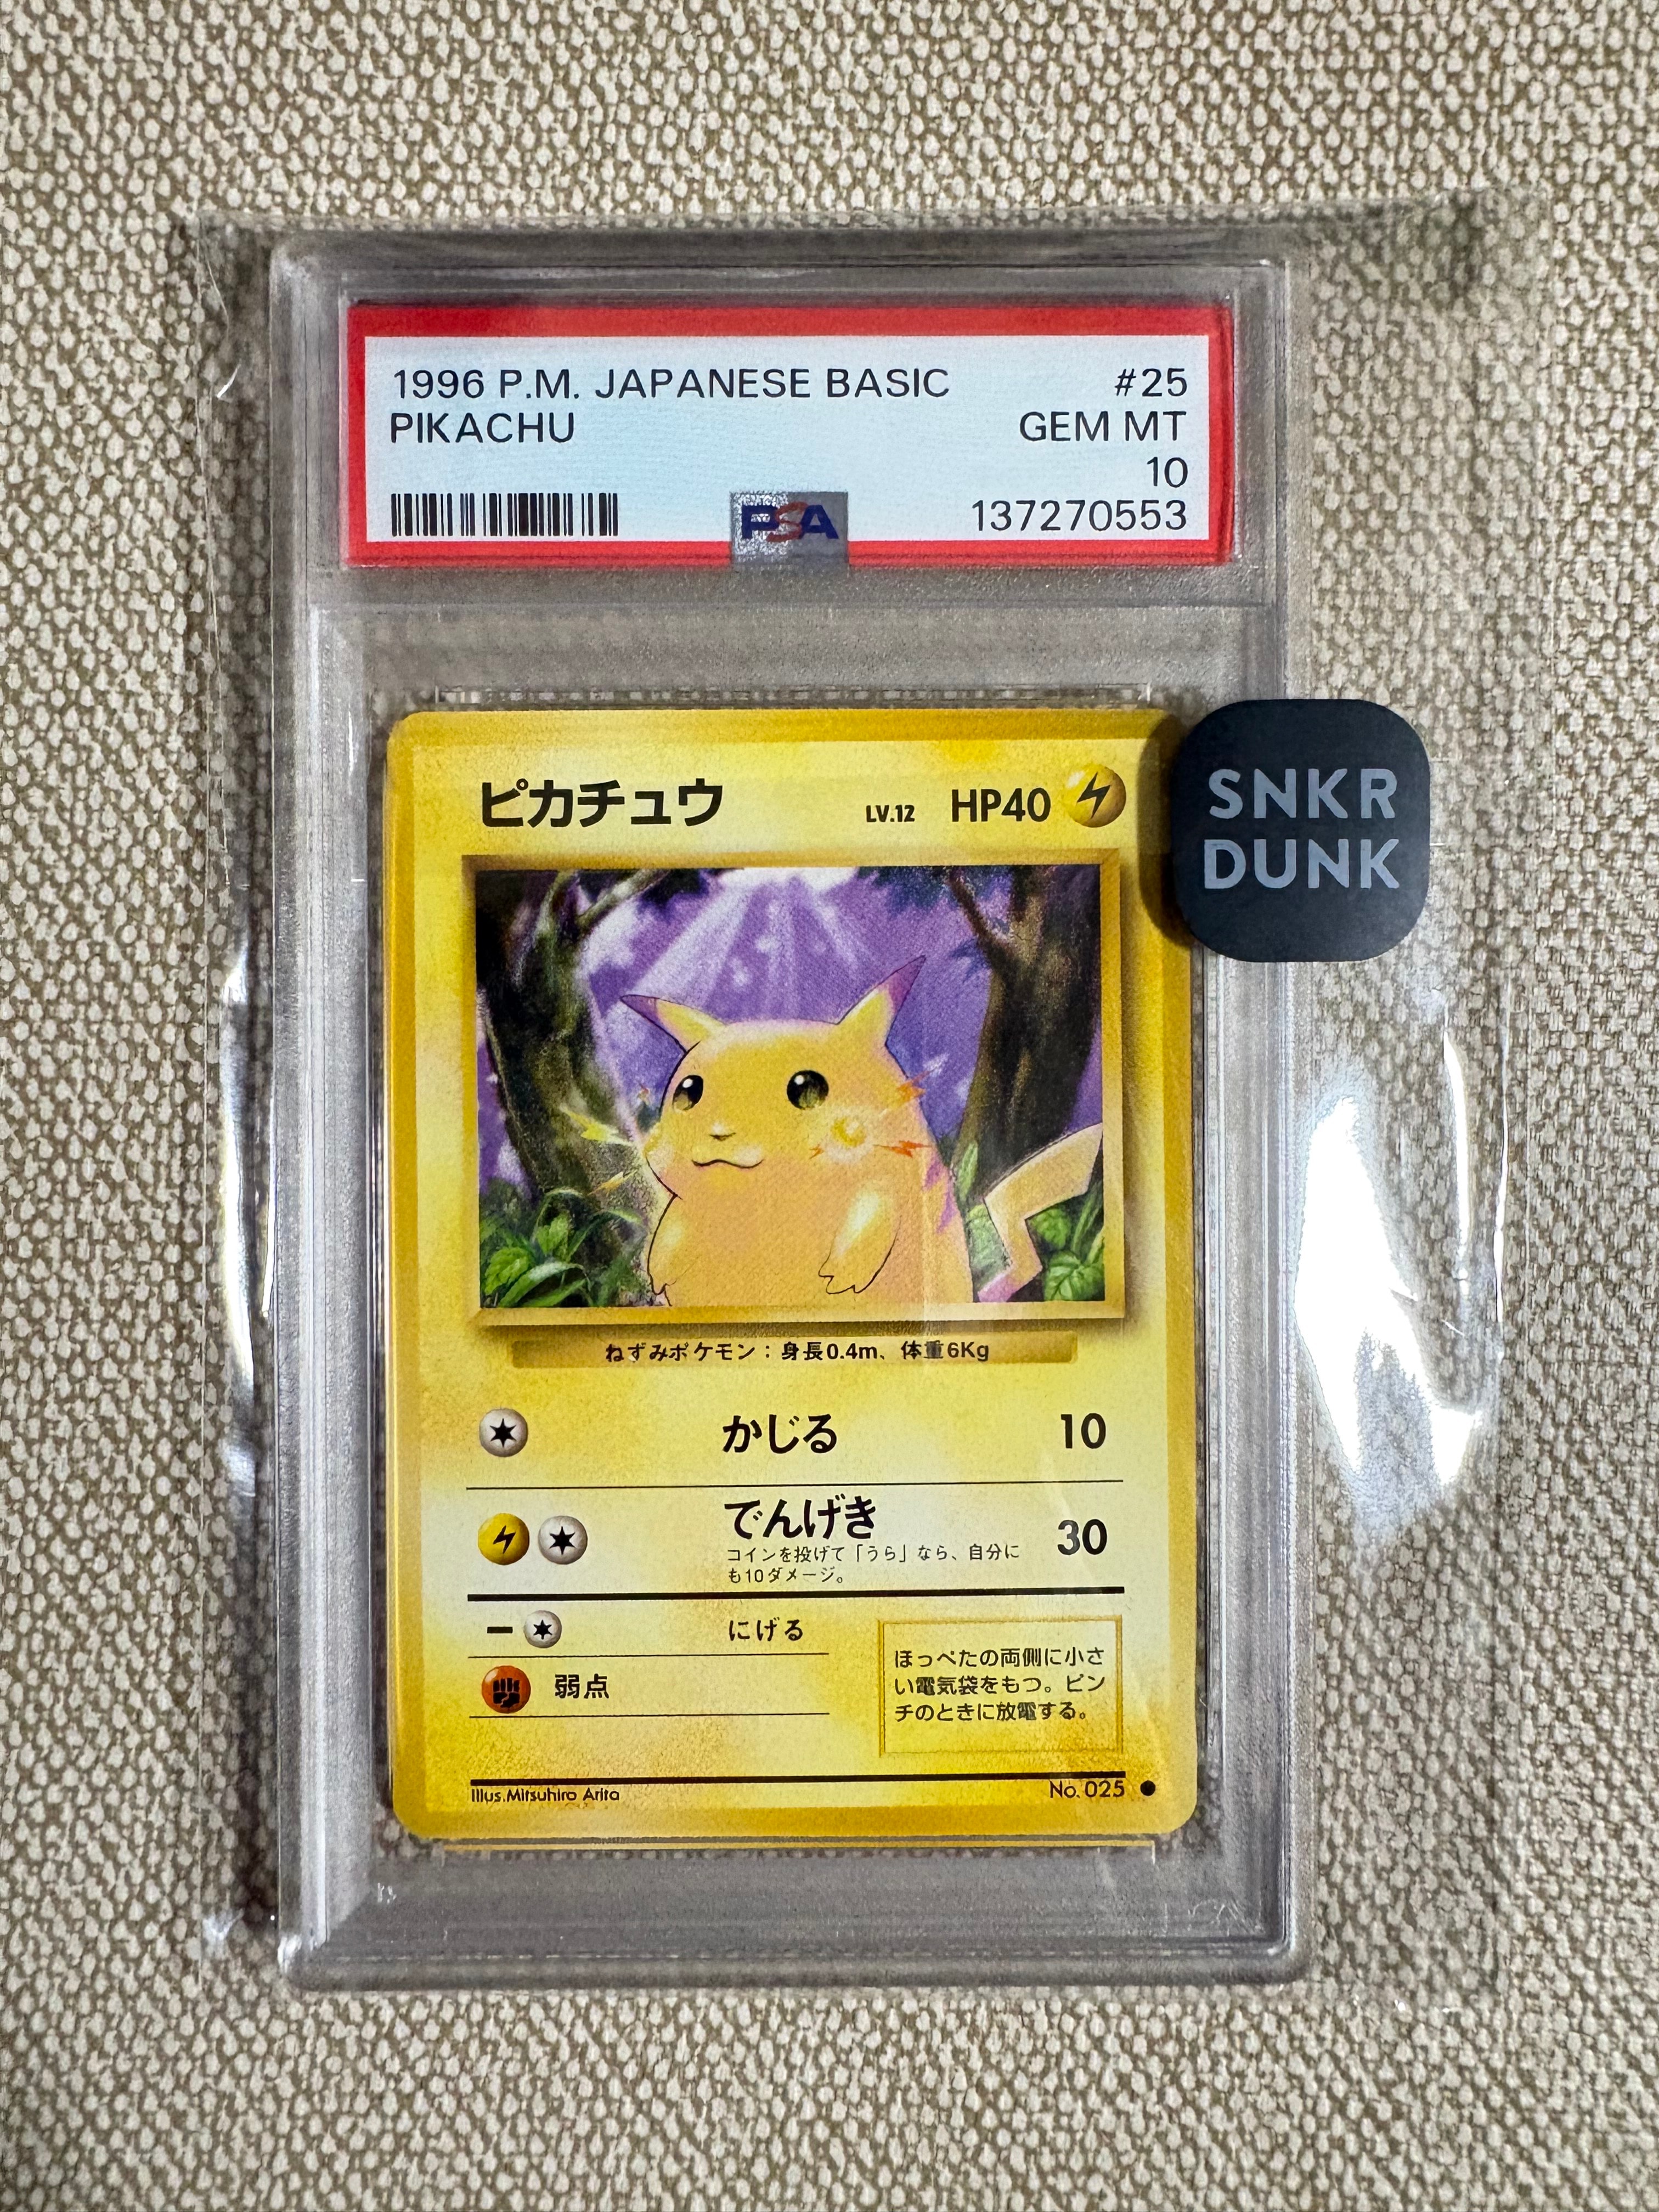 1996 P.M. JAPANESE BASIC #25
PIKACHU GEM MT
10
PSA 137270553
ピカチュウ LV.12 HP40
SNKR
DUNK
ねずみポケモン：身長0.4m、体重6Kg
かじる 10
でんげき 30
コインを投げて「うら」なら、自分に
も10ダメージ。
にげる
弱点
ほっぺたの両側に小さ
い電気袋をもつ。ピン
チのときに放電する。
Illus.Mitsuhiro Arita No. 025